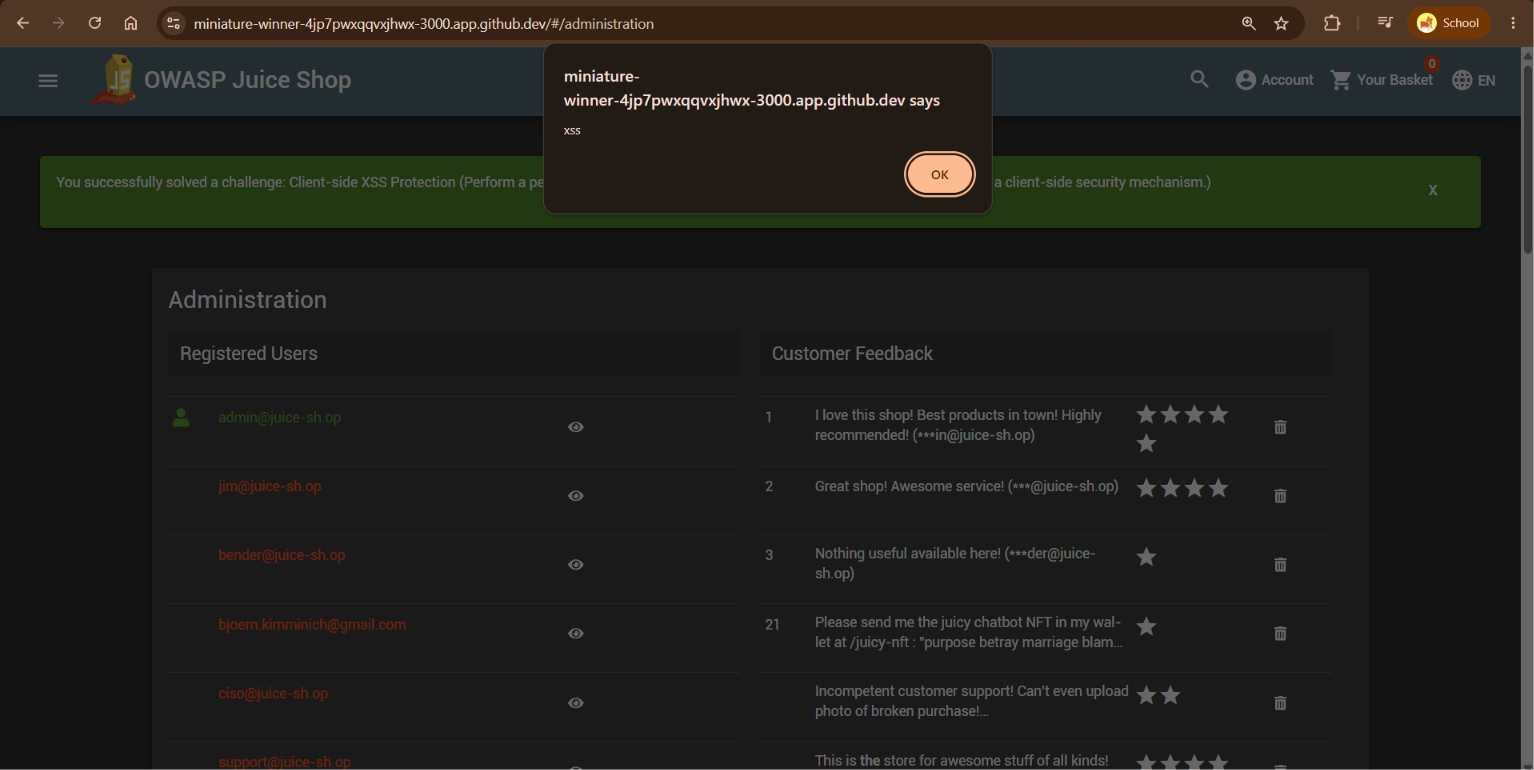 miniature-winner-4jp7pwxqqvxjhwx-3000.app.github.dev/#/administration
School
OWASP Juice Shop
Account
0
Your Basket
EN
miniature-
winner-4jp7pwxqqvxjhwx-3000.app.github.dev says
xss
OK
You successfully solved a challenge: Client-side XSS Protection (Perform a pe
a client-side security mechanism.)
X
Administration
Registered Users
Customer Feedback
admin@juice-sh.op
1
I love this shop! Best products in town! Highly
recommended! (***in@juice-sh.op)
jim@juice-sh.op
2
Great shop! Awesome service! (***@juice-sh.op)
bender@juice-sh.op
3
Nothing useful available here! (***der@juice-
sh.op)
bjoern.kimminich@gmail.com
21
Please send me the juicy chatbot NFT in my wal-
let at /juicy-nft : "purpose betray marriage blam...
ciso@juice-sh.op
Incompetent customer support! Can't even upload
photo of broken purchase!...
support@juice-sh.op
This is the store for awesome stuff of all kinds!